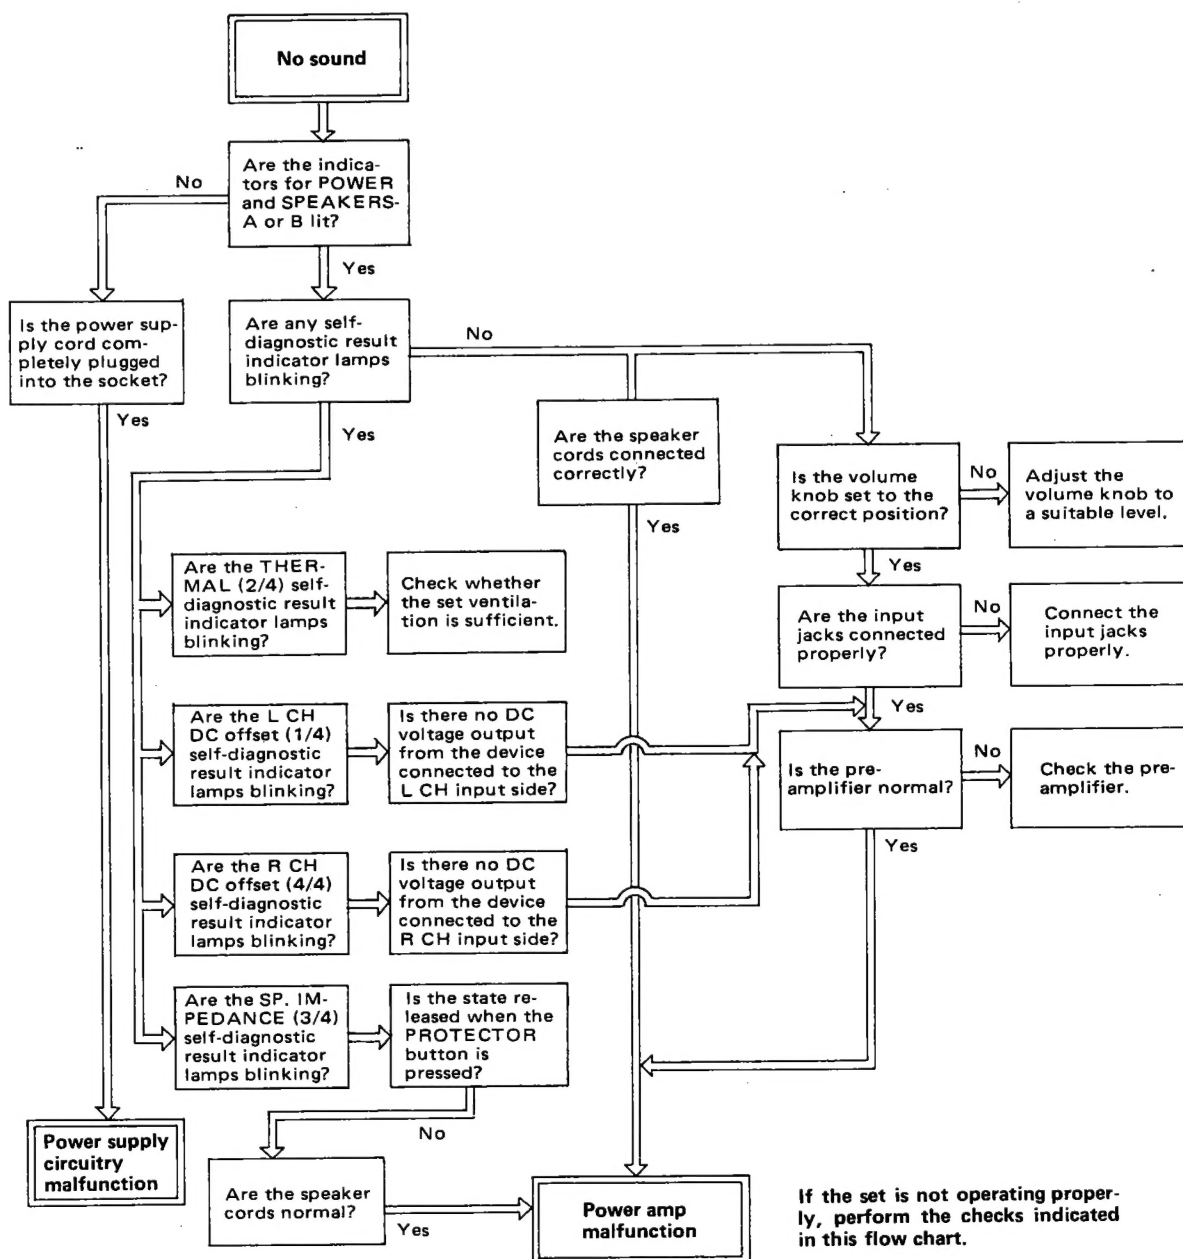 No sound
Are the indica-
tors for POWER
and SPEAKERS-
A or B lit?
No
Yes
Is the power sup-
ply cord com-
pletely plugged
into the socket?
Yes
Are any self-
diagnostic result
indicator lamps
blinking?
No
Yes
Are the speaker
cords connected
correctly?
Yes
Is the volume
knob set to the
correct position?
No
Adjust the
volume knob to
a suitable level.
Yes
Are the THER-
MAL (2/4) self-
diagnostic result
indicator lamps
blinking?
Check whether
the set ventila-
tion is sufficient.
Are the input
jacks connected
properly?
No
Connect the
input jacks
properly.
Yes
Are the L CH
DC offset (1/4)
self-diagnostic
result indicator
lamps blinking?
Is there no DC
voltage output
from the device
connected to the
L CH input side?
Is the pre-
amplifier normal?
No
Check the pre-
amplifier.
Yes
Are the R CH
DC offset (4/4)
self-diagnostic
result indicator
lamps blinking?
Is there no DC
voltage output
from the device
connected to the
R CH input side?
Are the SP. IM-
PEDANCE (3/4)
self-diagnostic
result indicator
lamps blinking?
Is the state re-
leased when the
PROTECTOR
button is
pressed?
No
Power supply
circuitry
malfunction
Are the speaker
cords normal?
Yes
Power amp
malfunction
If the set is not operating proper-
ly, perform the checks indicated
in this flow chart.